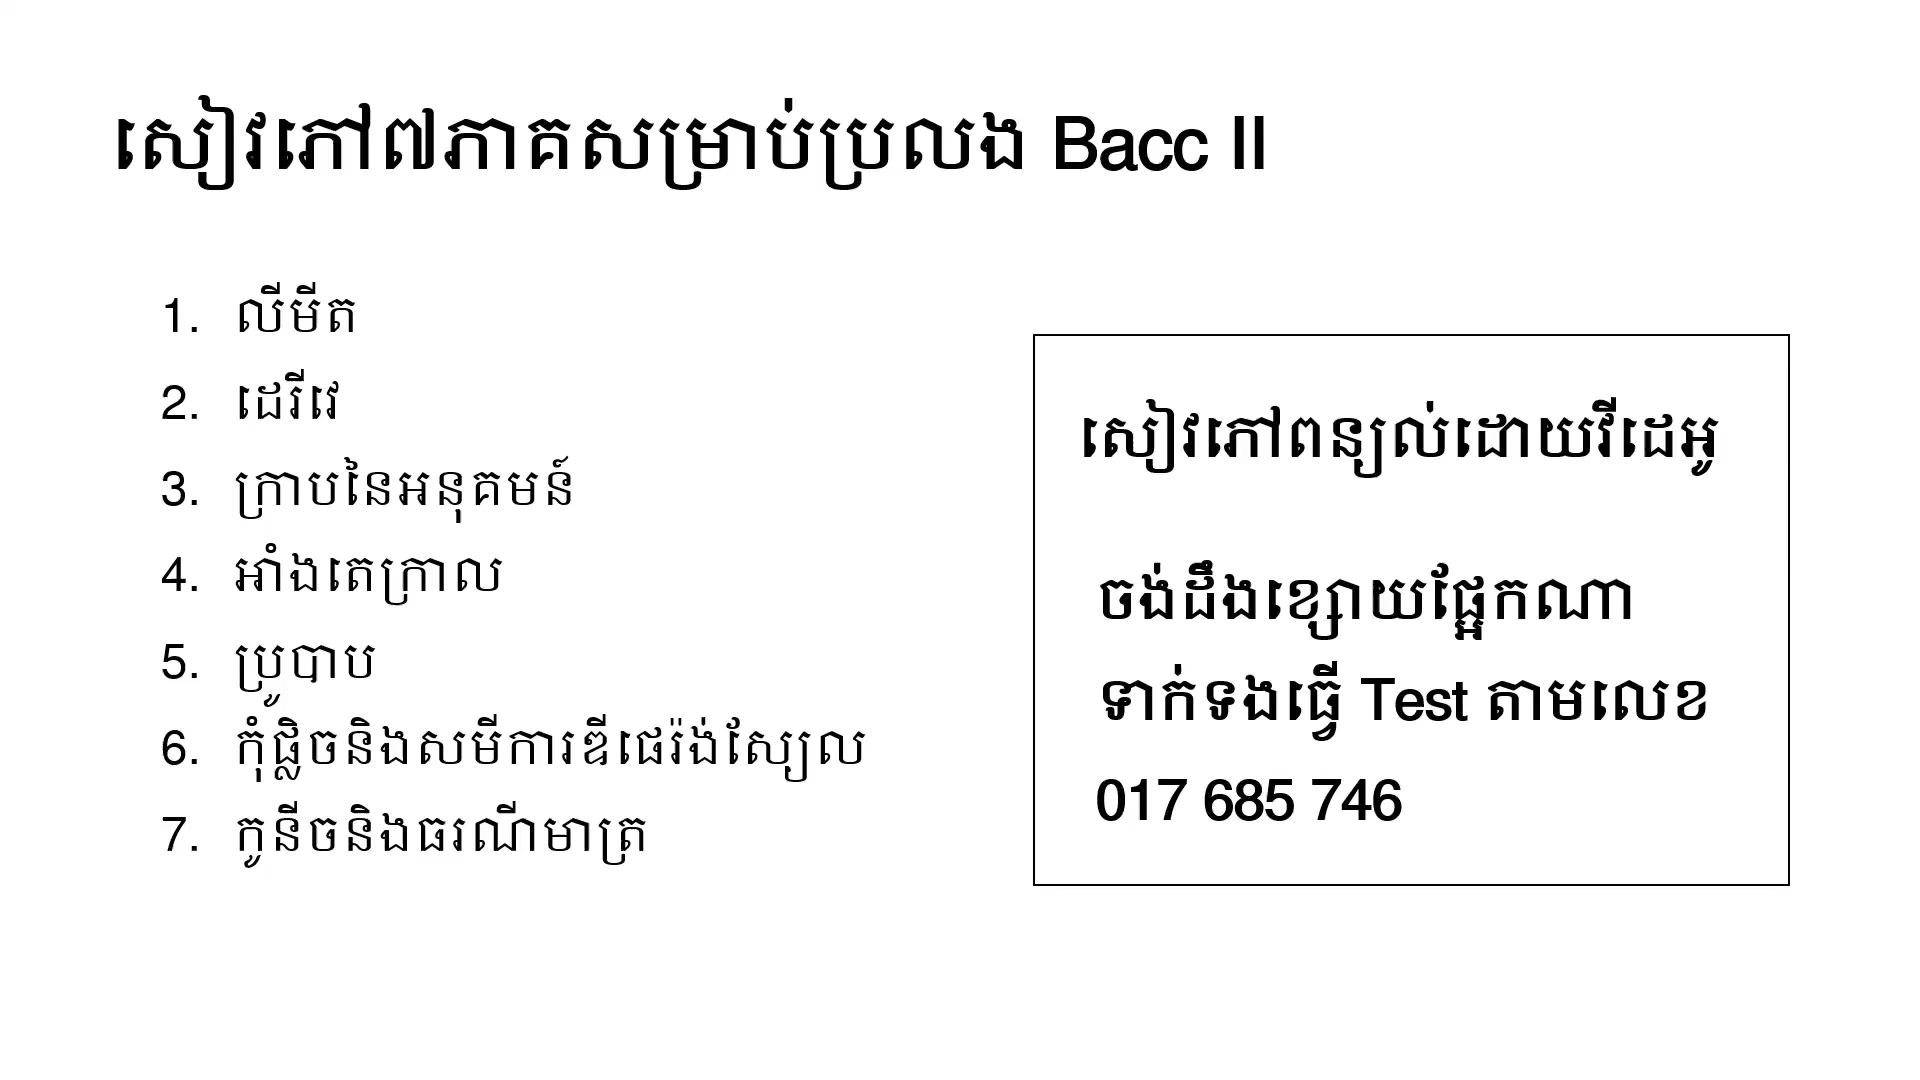 សៀវភៅ៧ភាគសម្រាប់ប្រលង Bacc II
1. លីមីត
2. ដេរីវេ
3. ក្រាបនៃអនុគមន៍
4. អាំងតេក្រាល
5. ប្រូបាប
6. កុំផ្លិចនិងសមីការឌីផេរ៉ង់ស្យែល
7. កូនីចនិងធរណីមាត្រ
សៀវភៅពន្យល់ដោយវីដេអូ
ចង់ដឹងខ្សោយផ្អែកណា
ទាក់ទងធ្វើ Test តាមលេខ
017 685 746